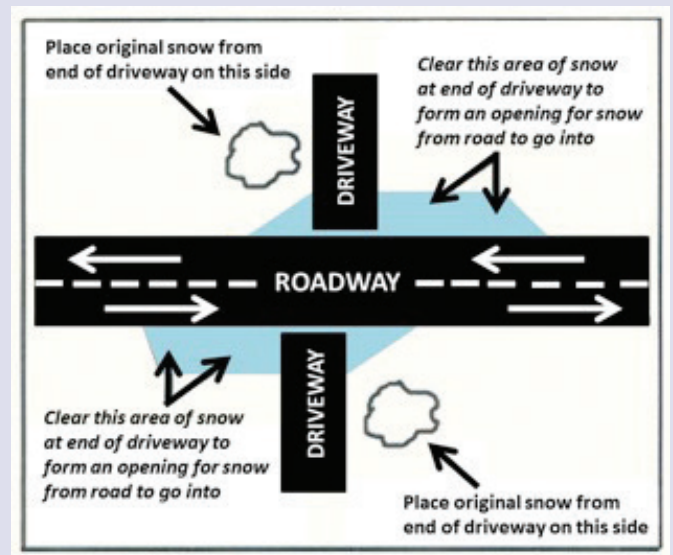 Place original snow from
end of driveway on this side
Clear this area of snow
at end of driveway to
form an opening for snow
from road to go into
DRIVEWAY
ROADWAY
DRIVEWAY
Clear this area of snow
at end of driveway to
form an opening for snow
from road to go into
Place original snow from
end of driveway on this side